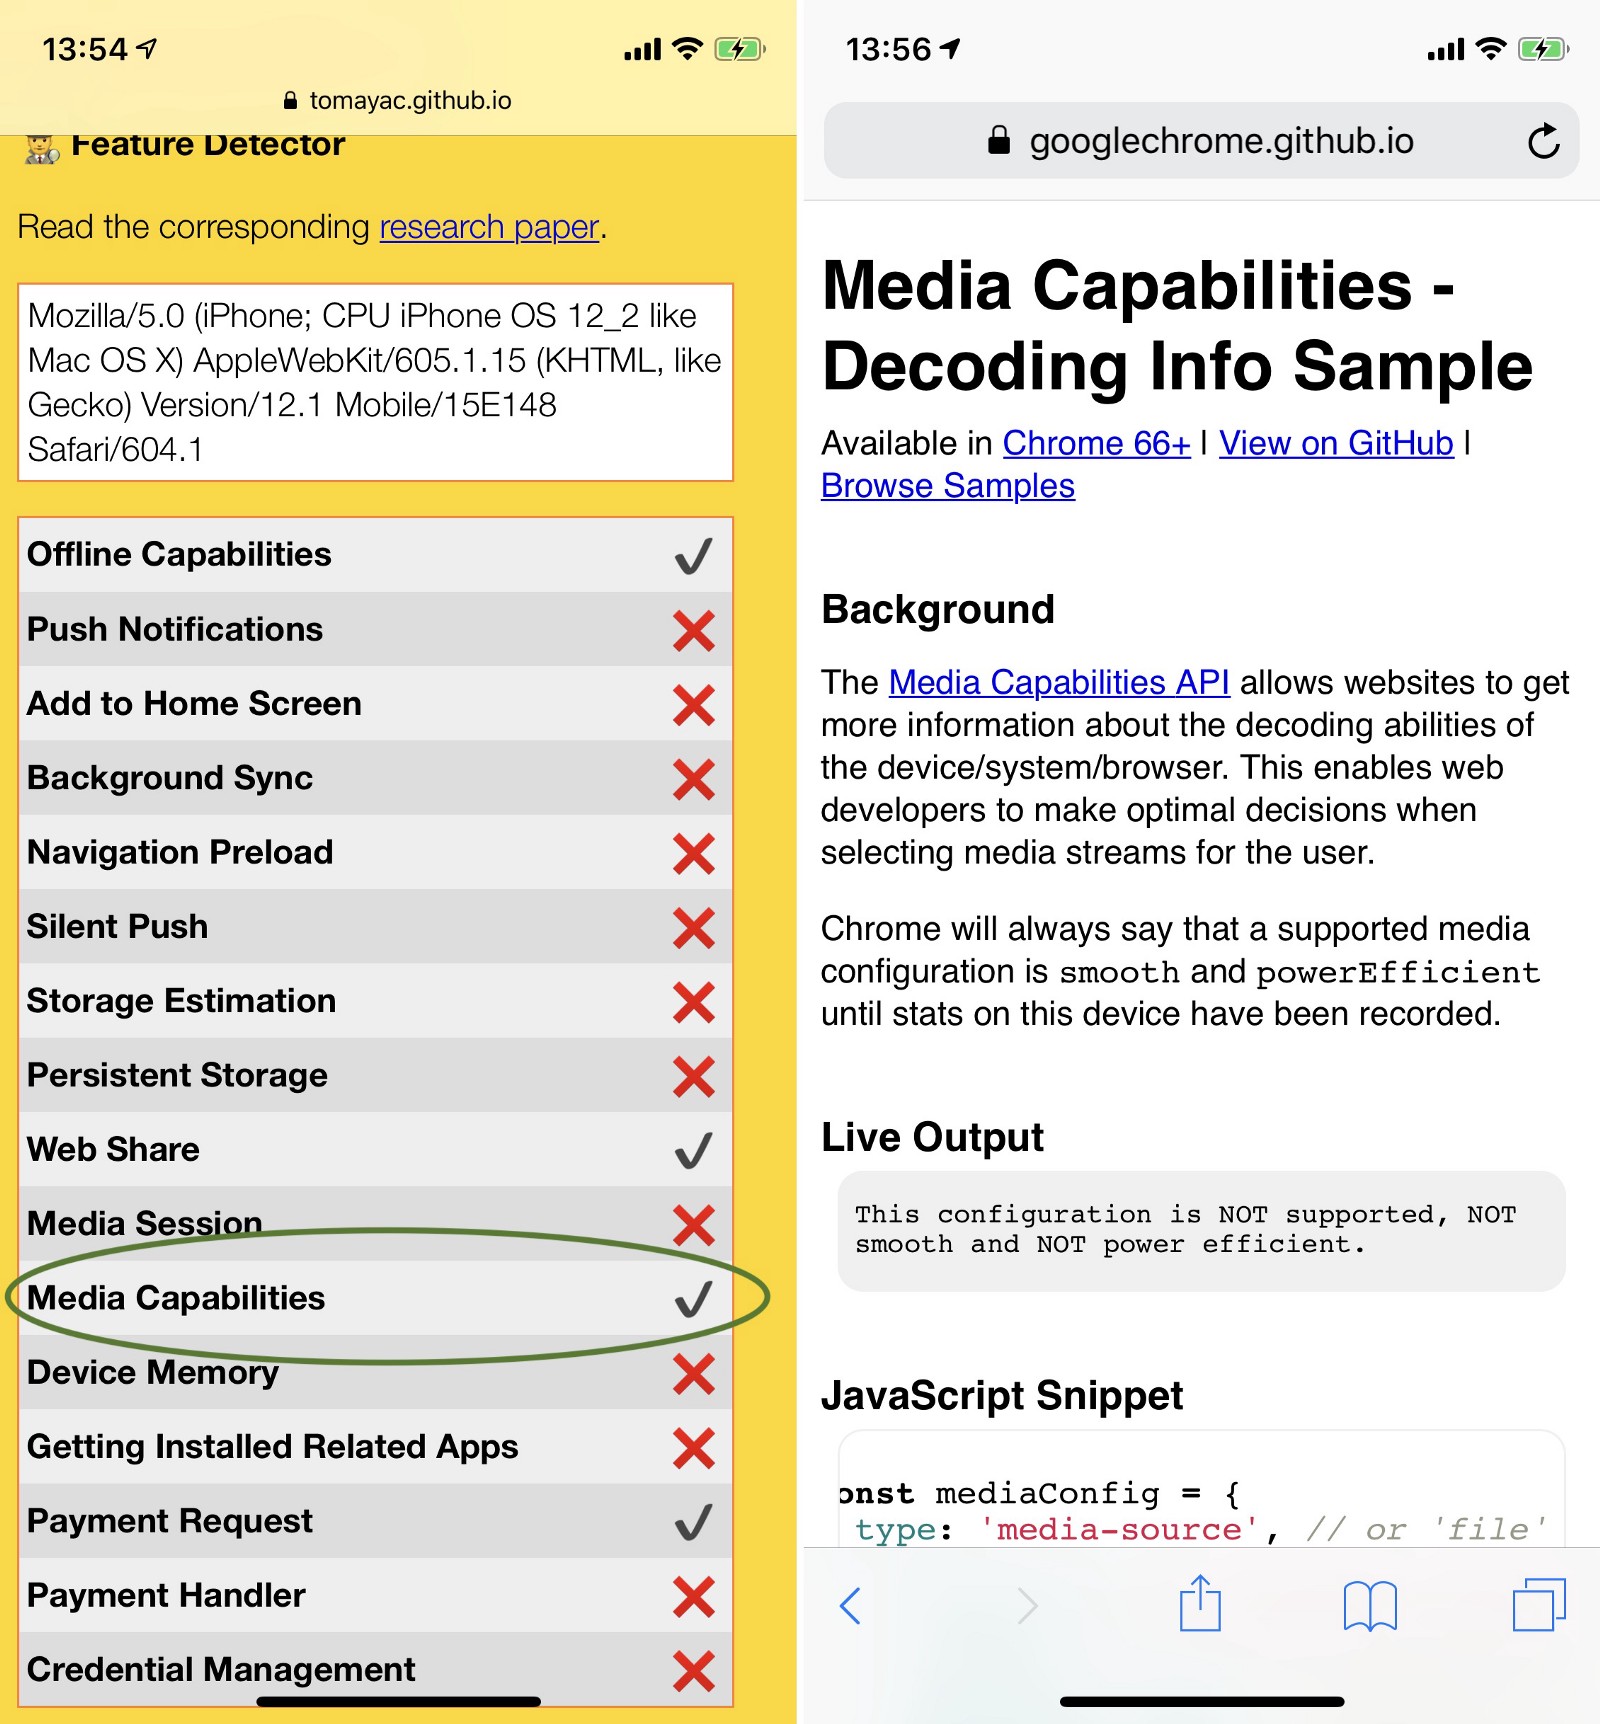 13:54
tomayac.github.io
Feature Detector
Read the corresponding research paper.
Mozilla/5.0 (iPhone; CPU iPhone OS 12_2 like
Mac OS X) AppleWebKit/605.1.15 (KHTML, like
Gecko) Version/12.1 Mobile/15E148
Safari/604.1
Offline Capabilities
Push Notifications
Add to Home Screen
Background Sync
Navigation Preload
Silent Push
Storage Estimation
Persistent Storage
Web Share
Media Session
Media Capabilities
Device Memory
Getting Installed Related Apps
Payment Request
Payment Handler
Credential Management
13:56
googlechrome.github.io
Media Capabilities -
Decoding Info Sample
Available in Chrome 66+ | View on GitHub |
Browse Samples
Background
The Media Capabilities API allows websites to get
more information about the decoding abilities of
the device/system/browser. This enables web
developers to make optimal decisions when
selecting media streams for the user.
Chrome will always say that a supported media
configuration is smooth and powerEfficient
until stats on this device have been recorded.
Live Output
This configuration is NOT supported, NOT
smooth and NOT power efficient.
JavaScript Snippet
onst mediaConfig = {
type: 'media-source', // or 'file'